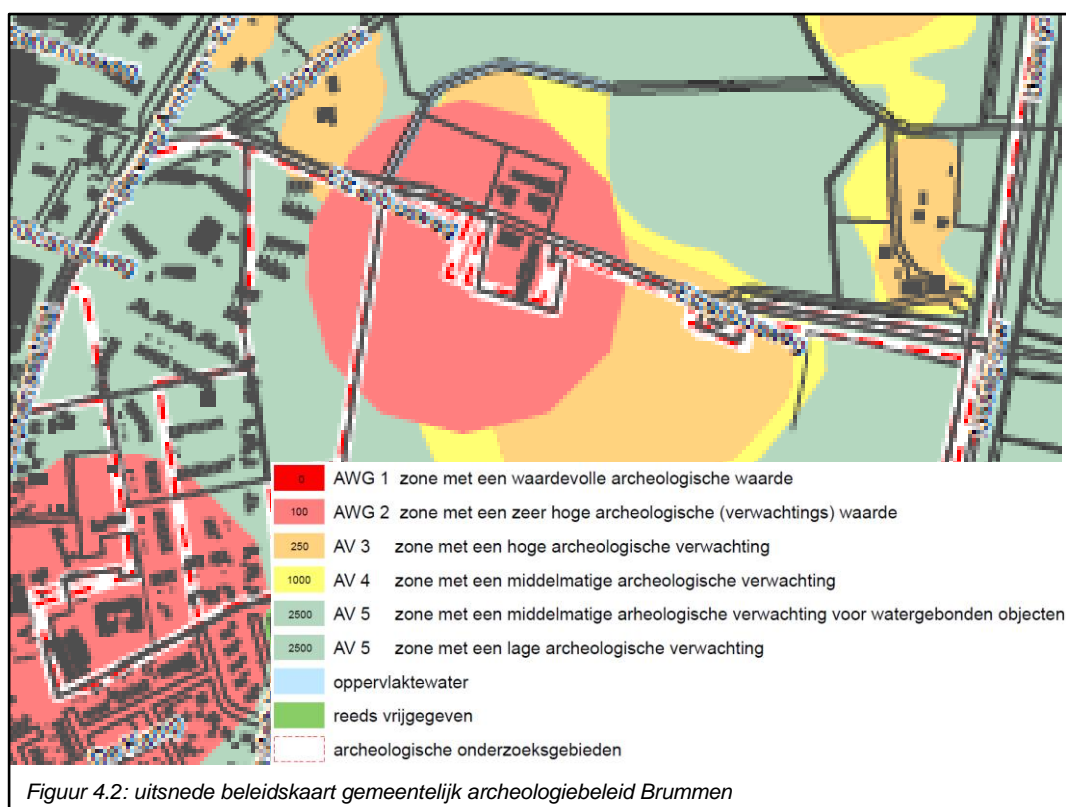 0 AWG 1 zone met een waardevolle archeologische waarde
100 AWG 2 zone met een zeer hoge archeologische (verwachtings) waarde
250 AV 3 zone met een hoge archeologische verwachting
1000 AV 4 zone met een middelmatige archeologische verwachting
2500 AV 5 zone met een middelmatige arheologische verwachting voor watergebonden objecten
2500 AV 5 zone met een lage archeologische verwachting
oppervlaktewater
reeds vrijgegeven
archeologische onderzoeksgebieden
Figuur 4.2: uitsnede beleidskaart gemeentelijk archeologiebeleid Brummen